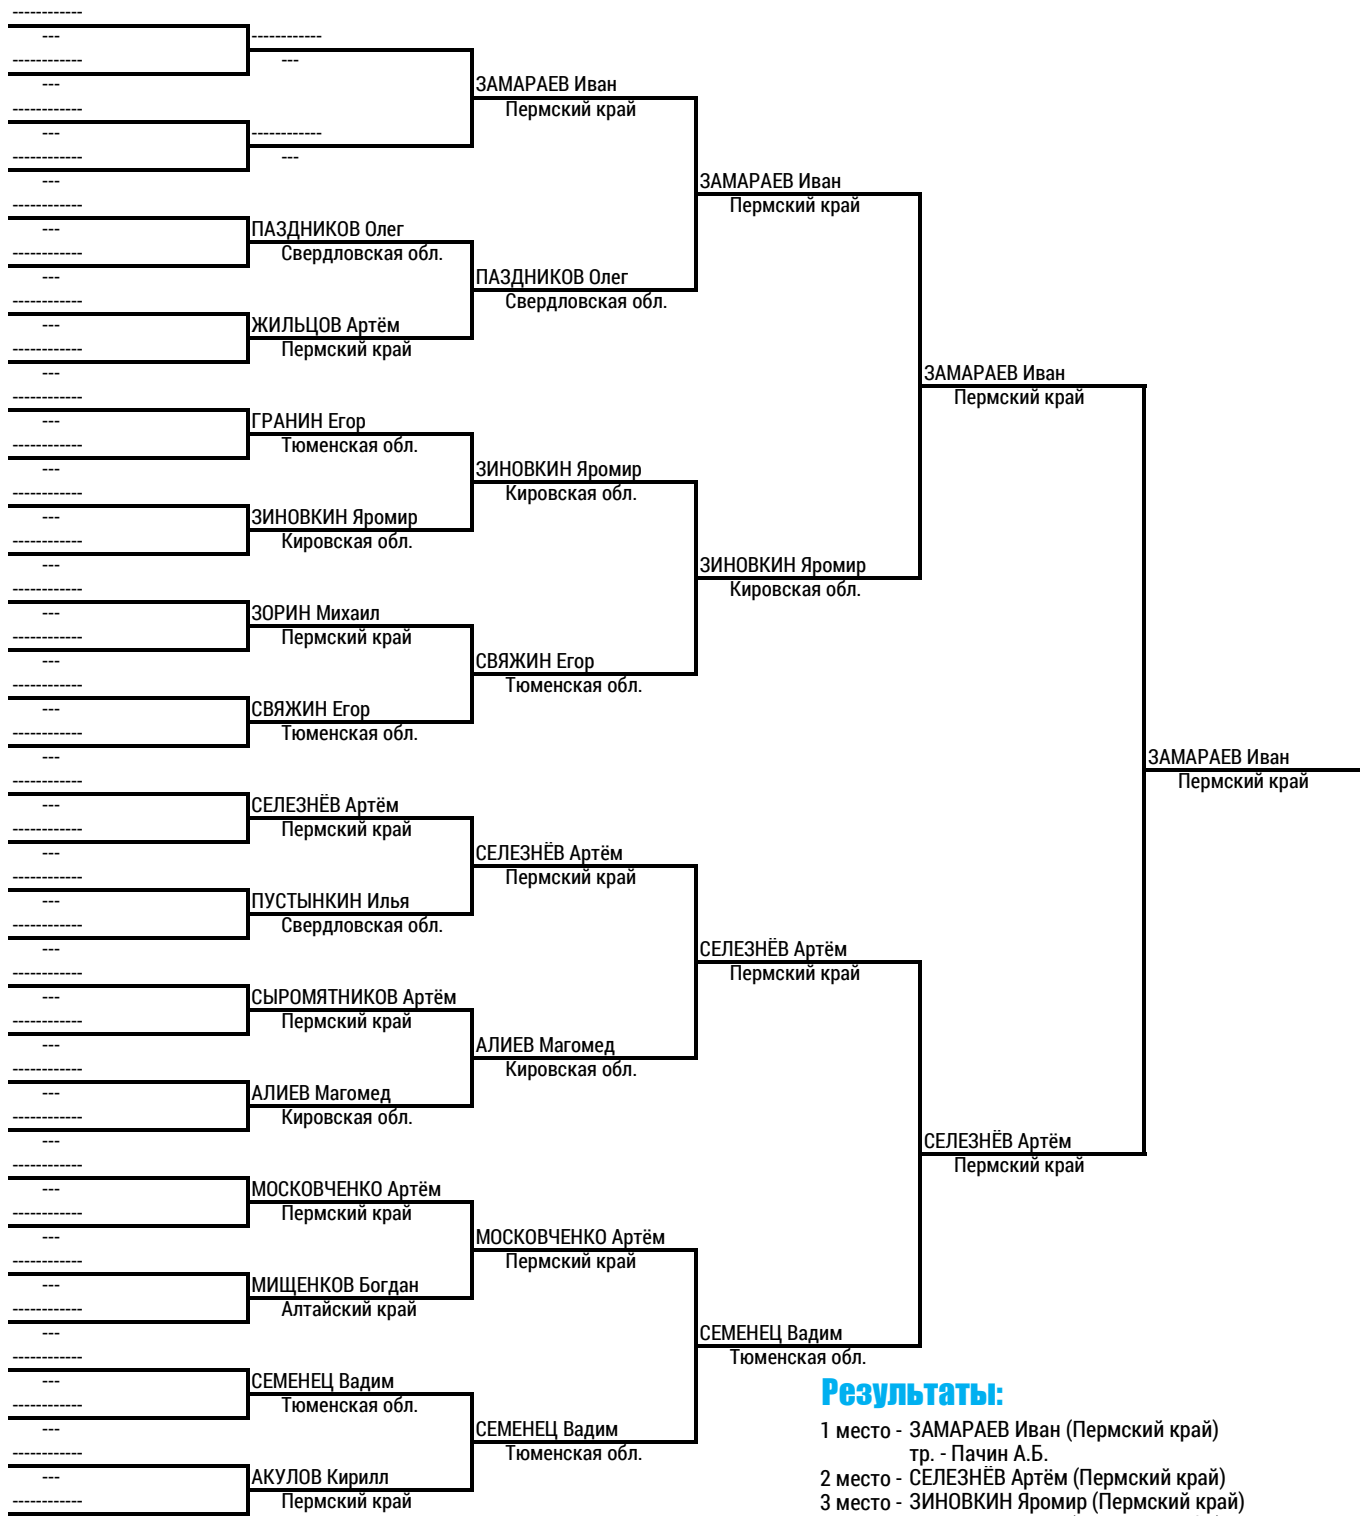 ------------
---
------------
---
------------
---
------------
---
------------
---
------------
---
------------
---
------------
---
------------
---
------------
---
------------
---
------------
---
------------
---
------------
---
------------
---
------------
---
------------
---
------------
---
------------
---
------------
---
------------
---
------------
---
------------
---
------------
---
------------
---
------------
---
------------
---
------------
---
------------
---
------------
---
------------
---
------------
------------
---
------------
---
ПАЗДНИКОВ Олег
Свердловская обл.
ЖИЛЬЦОВ Артём
Пермский край
ГРАНИН Егор
Тюменская обл.
ЗИНОВКИН Яромир
Кировская обл.
ЗОРИН Михаил
Пермский край
СВЯЖИН Егор
Тюменская обл.
СЕЛЕЗНЁВ Артём
Пермский край
ПУСТЫНКИН Илья
Свердловская обл.
СЫРОМЯТНИКОВ Артём
Пермский край
АЛИЕВ Магомед
Кировская обл.
МОСКОВЧЕНКО Артём
Пермский край
МИЩЕНКОВ Богдан
Алтайский край
СЕМЕНЕЦ Вадим
Тюменская обл.
АКУЛОВ Кирилл
Пермский край
ЗАМАРАЕВ Иван
Пермский край
ПАЗДНИКОВ Олег
Свердловская обл.
ЗИНОВКИН Яромир
Кировская обл.
СВЯЖИН Егор
Тюменская обл.
СЕЛЕЗНЁВ Артём
Пермский край
АЛИЕВ Магомед
Кировская обл.
МОСКОВЧЕНКО Артём
Пермский край
СЕМЕНЕЦ Вадим
Тюменская обл.
ЗАМАРАЕВ Иван
Пермский край
ЗИНОВКИН Яромир
Кировская обл.
СЕЛЕЗНЁВ Артём
Пермский край
СЕМЕНЕЦ Вадим
Тюменская обл.
ЗАМАРАЕВ Иван
Пермский край
СЕЛЕЗНЁВ Артём
Пермский край
ЗАМАРАЕВ Иван
Пермский край
Результаты:
1 место - ЗАМАРАЕВ Иван (Пермский край)
тр. - Пачин А.Б.
2 место - СЕЛЕЗНЁВ Артём (Пермский край)
3 место - ЗИНОВКИН Яромир (Пермский край)